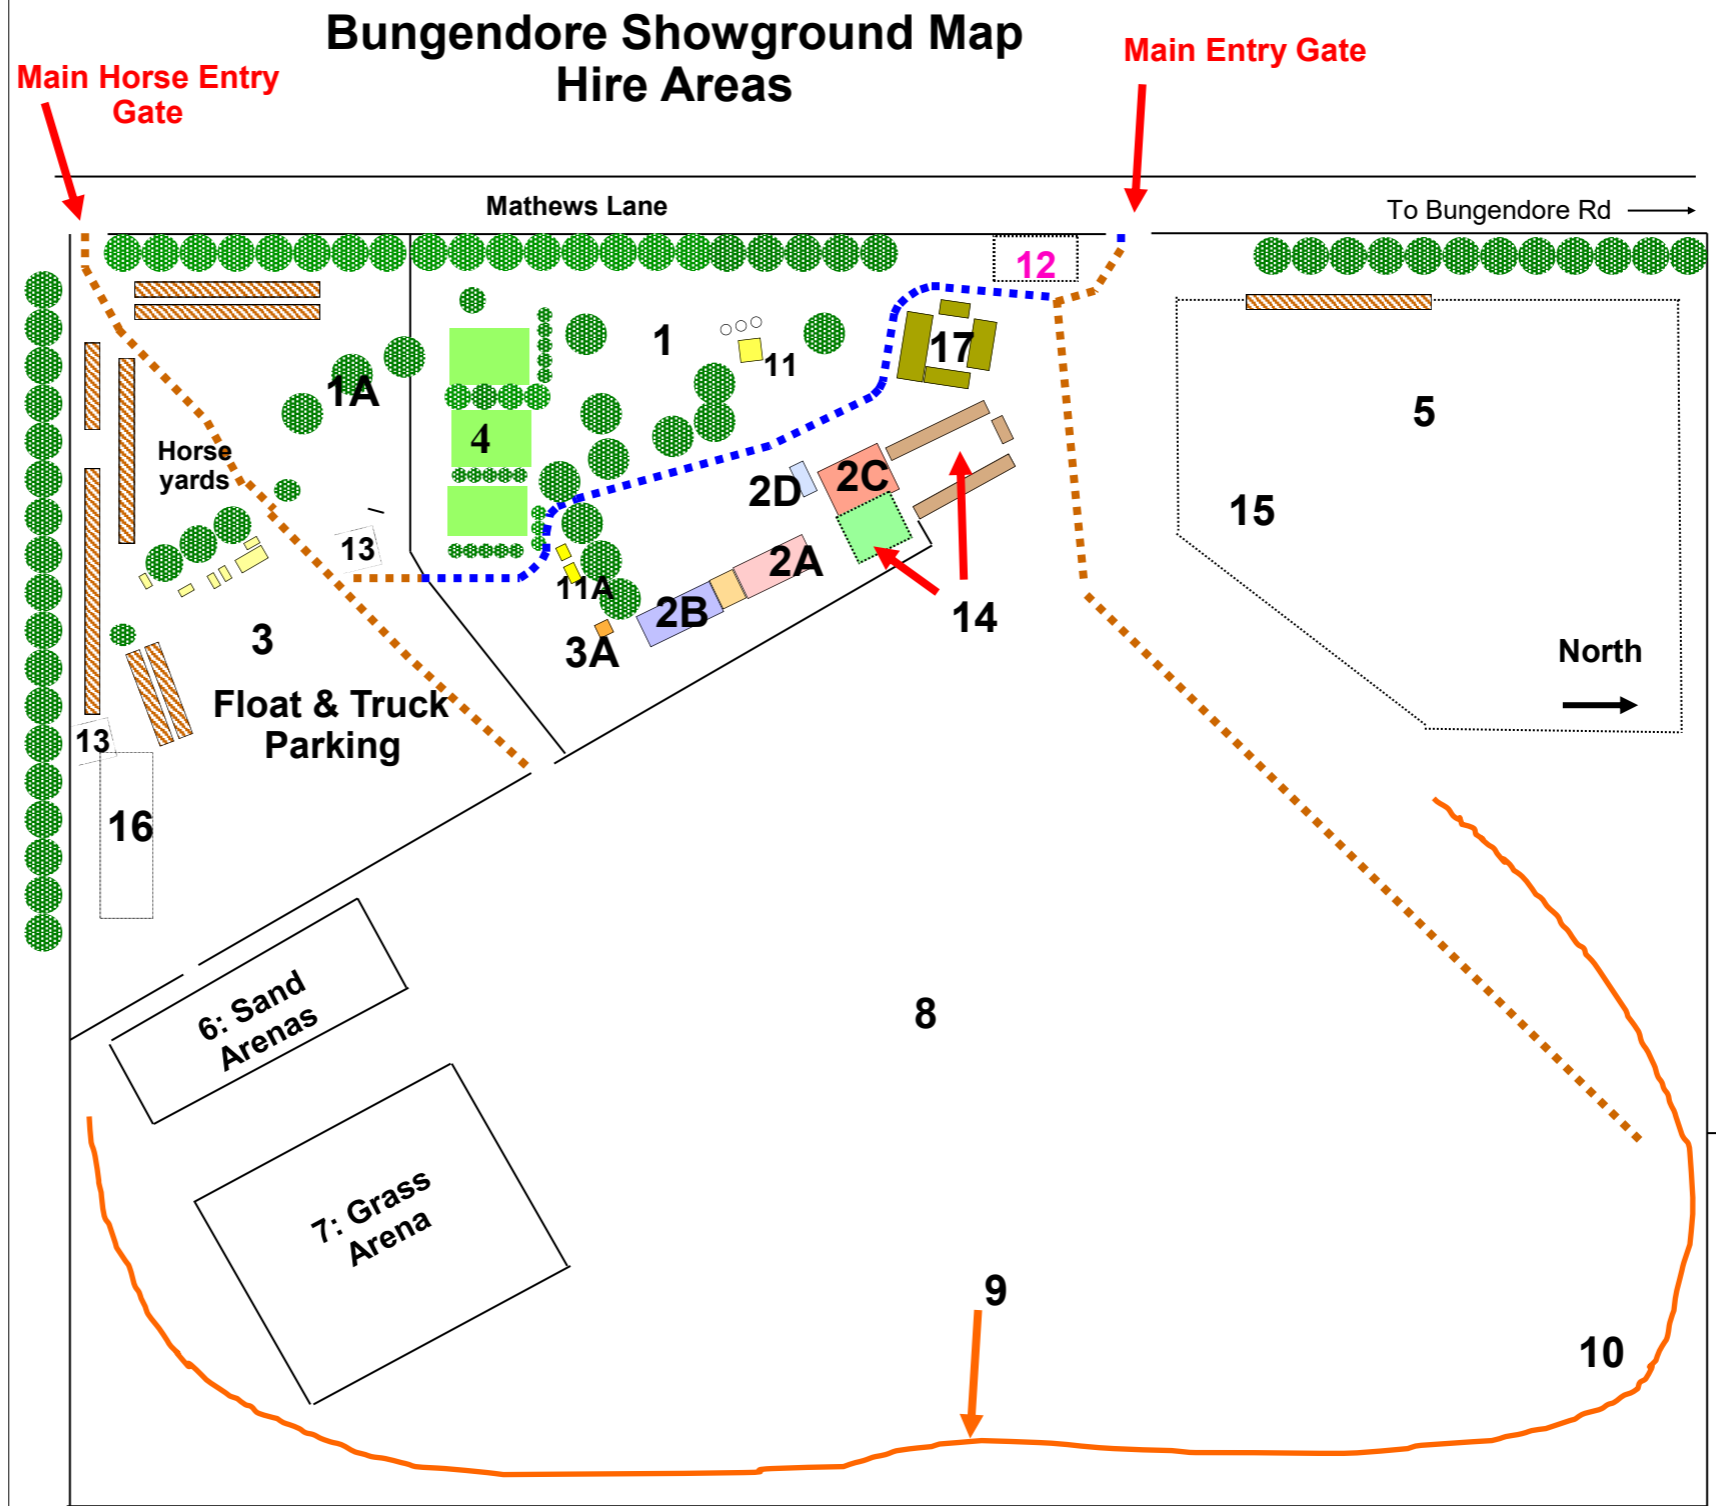 Bungendore Showground Map
Hire Areas
Main Entry Gate
Main Horse Entry
Gate
Mathews Lane
To Bungendore Rd
12
1
11
17
1A
5
4
Horse
yards
2C
2D
15
13
2A
11A
2B
14
3
3A
North
Float & Truck
Parking
13
16
6: Sand
Arenas
8
7: Grass
Arena
9
10